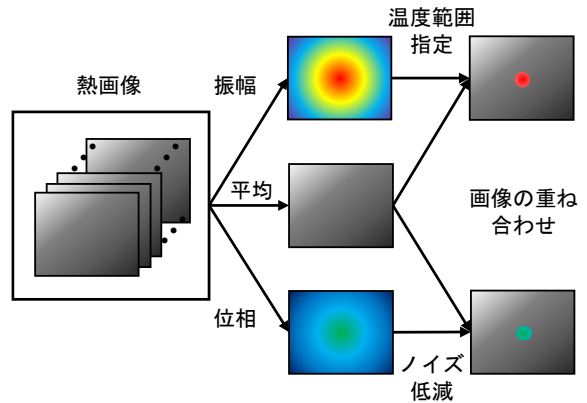 熱画像
振幅
平均
位相
温度範囲
指定
画像の重ね
合わせ
ノイズ
低減